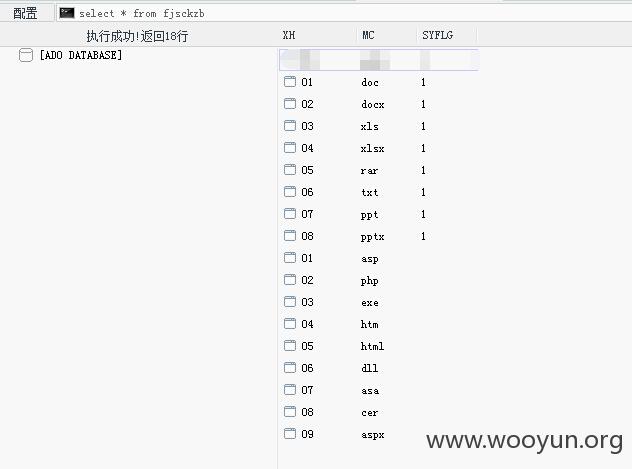 配置 select * from fjsckzb
执行成功!返回18行 XH MC SYFLG
[ADO DATABASE]
01 doc 1
02 docx 1
03 xls 1
04 xlsx 1
05 rar 1
06 txt 1
07 ppt 1
08 pptx 1
01 asp
02 php
03 exe
04 htm
05 html
06 dll
07 asa
08 cer
09 aspx
www.wooyun.org